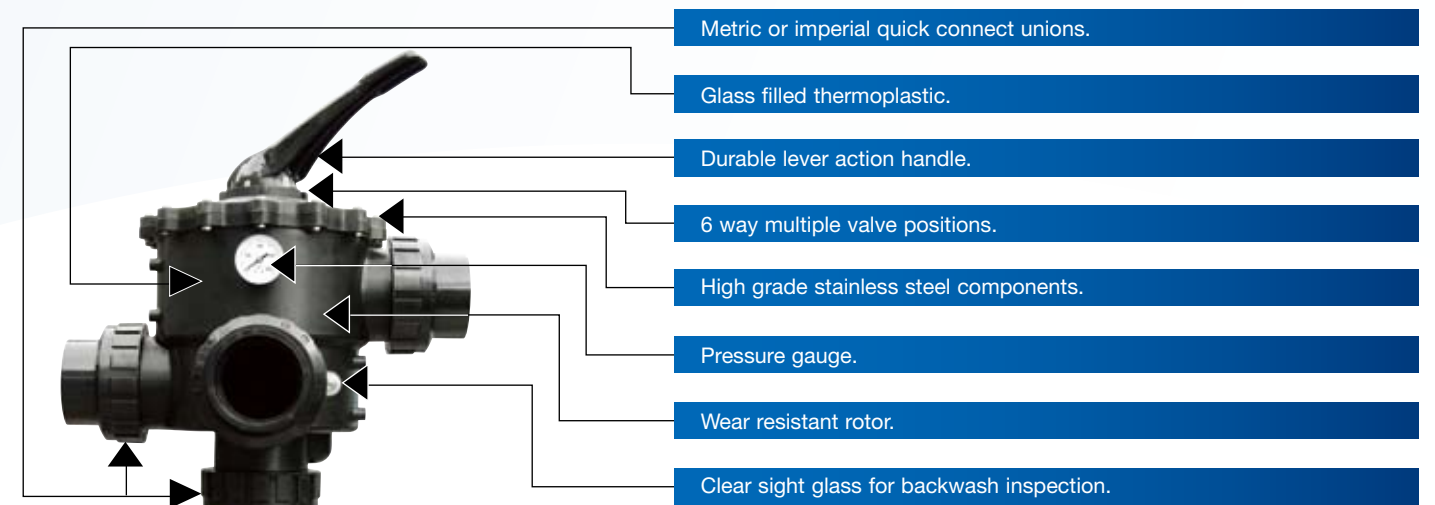 Metric or imperial quick connect unions.
Glass filled thermoplastic.
Durable lever action handle.
6 way multiple valve positions.
High grade stainless steel components.
Pressure gauge.
Wear resistant rotor.
Clear sight glass for backwash inspection.